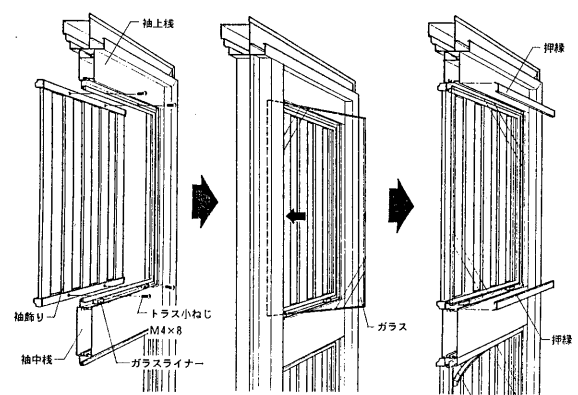 袖上桟
袖飾り
トラス小ねじ
M4×8
袖中桟
ガラスライナー
ガラス
押縁
押縁